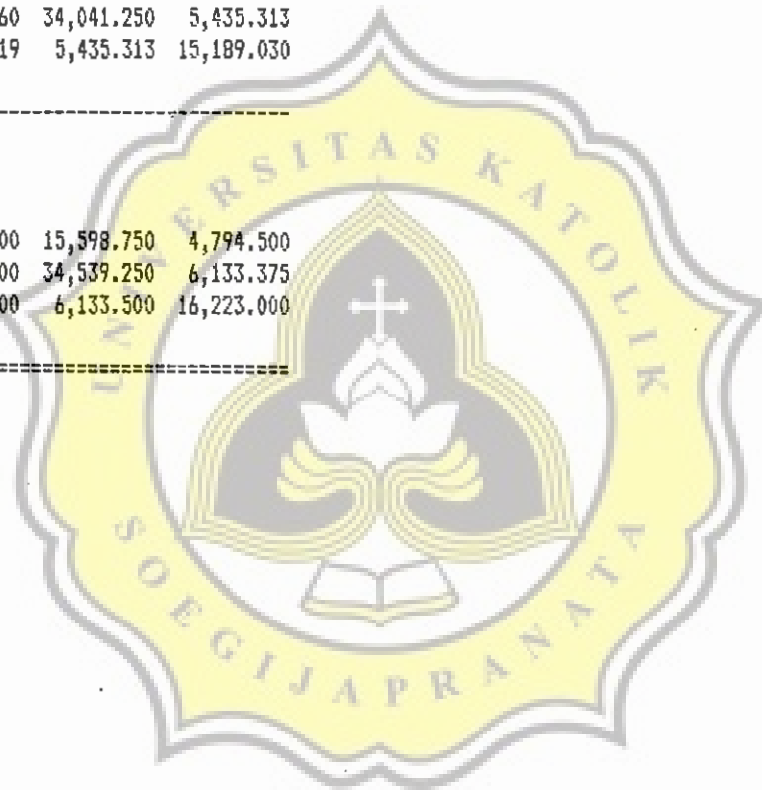 60 34,041.250 5,435.313
19 5,435.313 15,189.030
------------------------------
00 15,598.750 4,794.500
00 34,539.250 6,133.375
00 6,133.500 16,223.000
==============================
UNIVERSITAS KATOLIK
SOEGIJAPRANATA